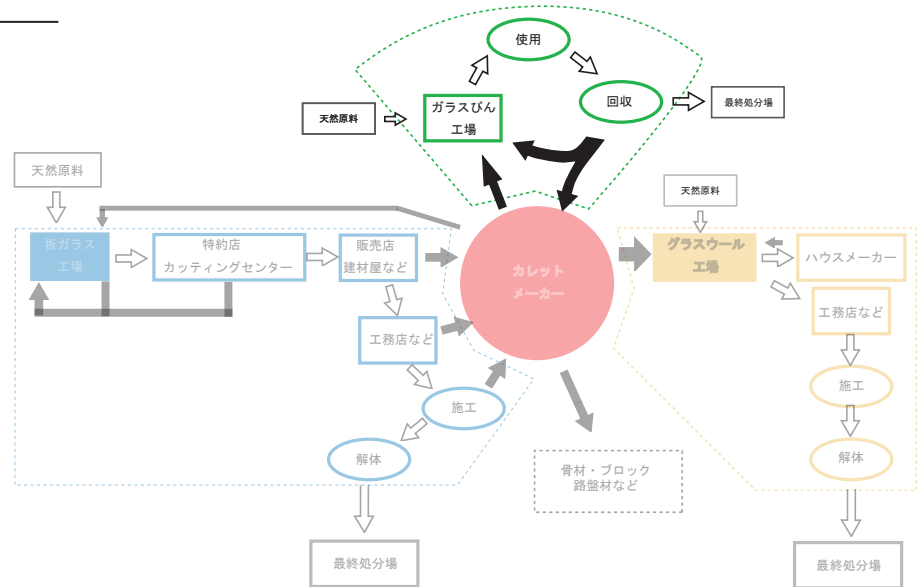 使用
ガラスびん
工場
回収
天然原料
最終処分場
天然原料
天然原料
板ガラス
工場
特約店
カッティングセンター
販売店
建材屋など
カレット
メーカー
グラスウール
工場
ハウスメーカー
工務店など
工務店など
施工
解体
施工
解体
骨材・ブロック
路盤材など
最終処分場
最終処分場